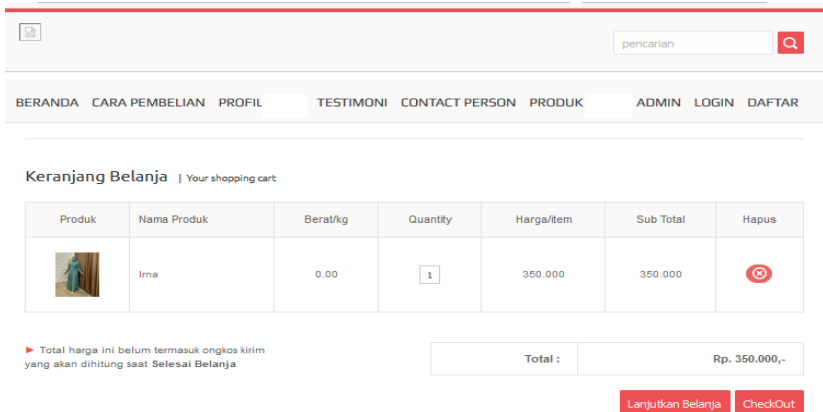 pencarian
BERANDA CARA PEMBELIAN PROFIL TESTIMONI CONTACT PERSON PRODUK ADMIN LOGIN DAFTAR
Keranjang Belanja | Your shopping cart
Produk Nama Produk Berat/kg Quantity Harga/item Sub Total Hapus
Irna 0.00 1 350.000 350.000
► Total harga ini belum termasuk ongkos kirim
yang akan dihitung saat Selesai Belanja
Total : Rp. 350.000,-
Lanjutkan Belanja CheckOut